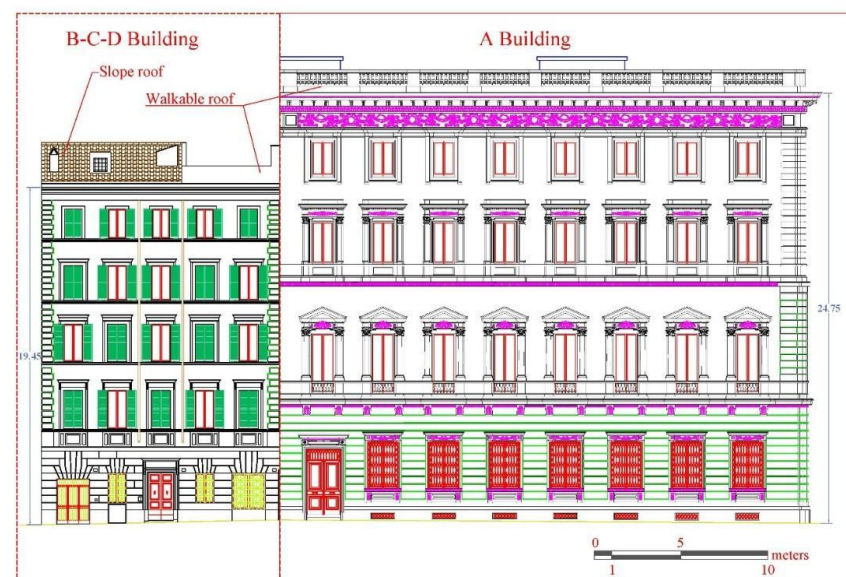 B-C-D Building
A Building
Slope roof
Walkable roof
19.45
24.75
0 5
meters
1 10